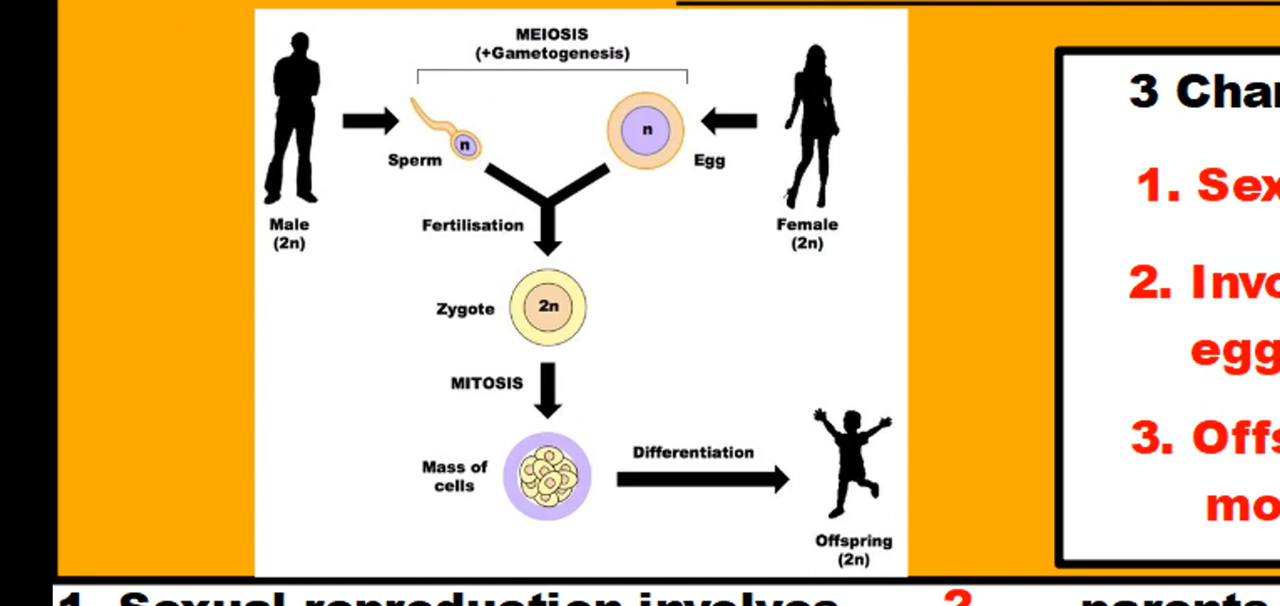 MEIOSIS
(+Gametogenesis)
n
n
Sperm
Egg
Male
(2n)
Fertilisation
Female
(2n)
Zygote
2n
MITOSIS
Mass of
cells
Differentiation
Offspring
(2n)
3 Char
1. Sex
2. Invo
egg
3. Offs
mo
1. Sexual reproduction involves 2 parents